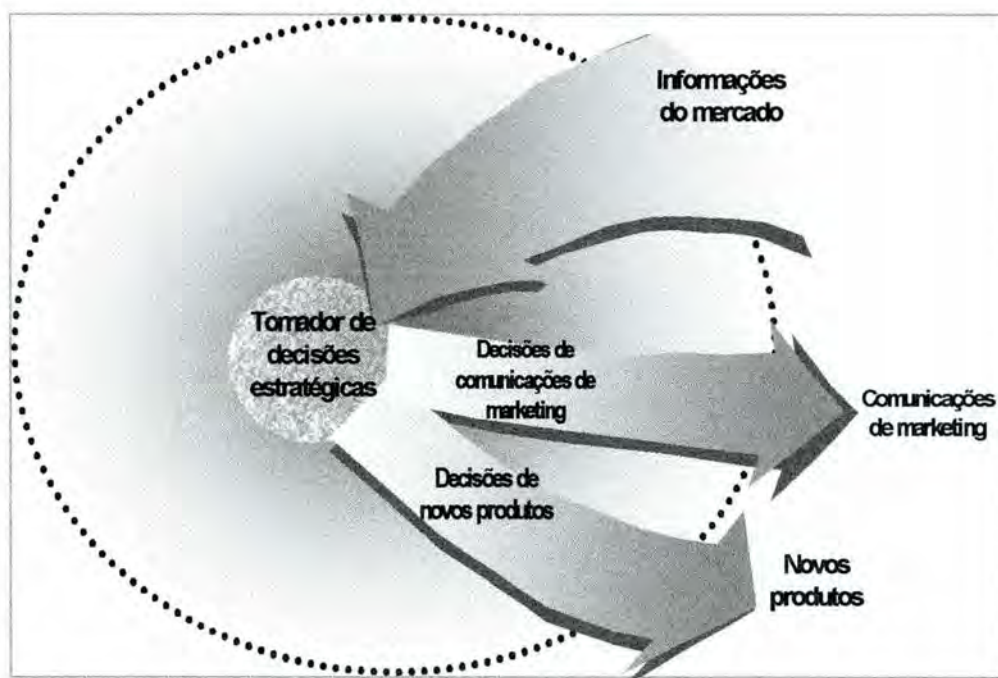 Informações
do mercado
Tomador de
decisões
estratégicas
Decisões de
comunicações de
marketing
Comunicações
de marketing
Decisões de
novos produtos
Novos
produtos